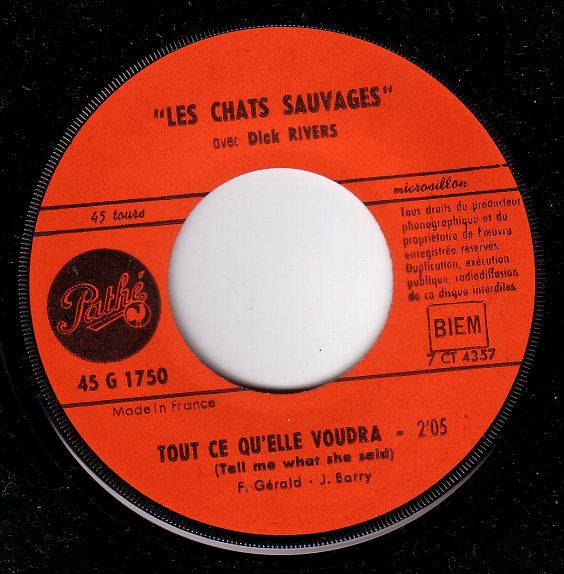 "LES CHATS SAUVAGES"
avec Dick RIVERS
microsillon
45 tours
Tous droits du producteur
phonographique et du
propriétaire de l'œuvre
enregistrée réservés.
Duplication, exécution
publique, radiodiffusion
de ce disque interdites.
Pathé
BIEM
7 CT 4357
45 G 1750
Made in France
TOUT CE QU'ELLE VOUDRA - 2'05
(Tell me what she said)
F. Gérald - J. Barry